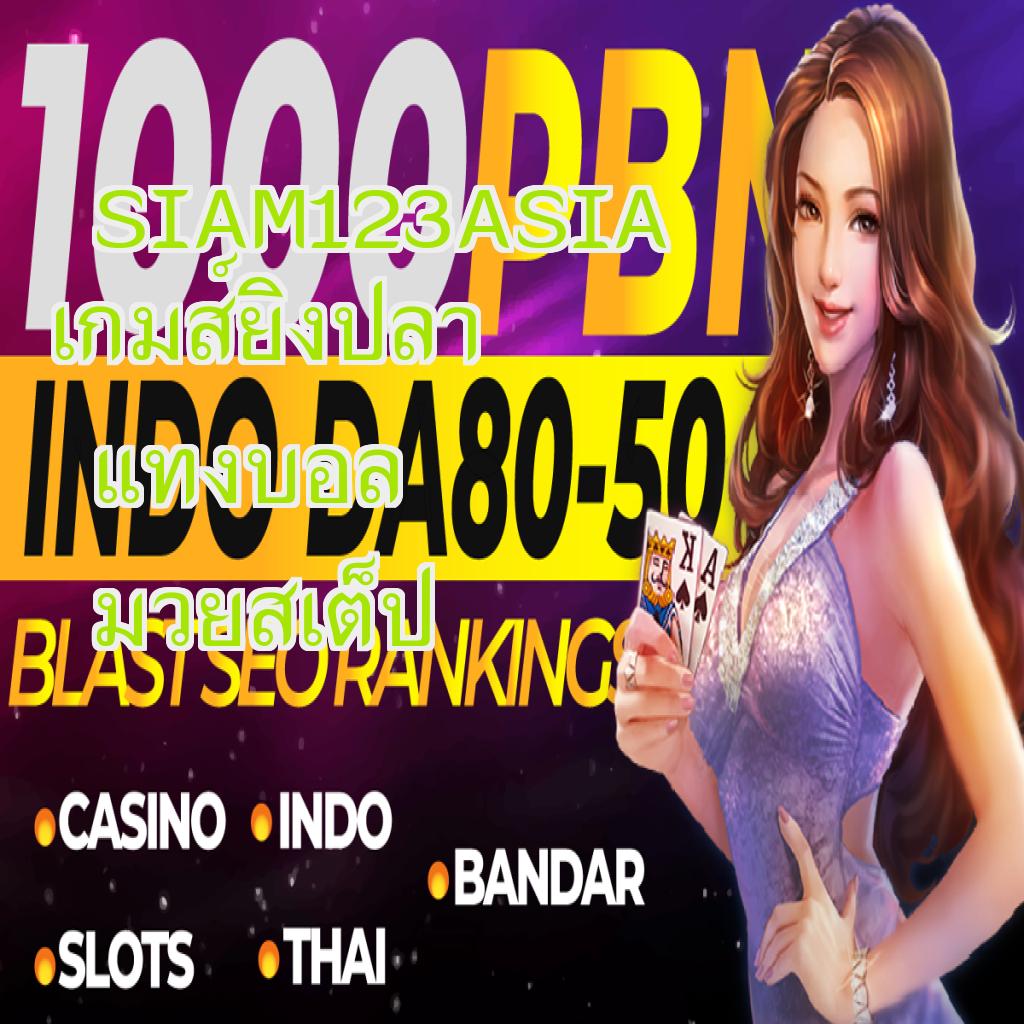 1000PBN
SIAM123ASIA
เกมส์ยิงปลา
INDO DA80-50
แทงบอล
มวยสเต็ป
BLAST SEO RANKINGS
CASINO
INDO
BANDAR
SLOTS
THAI
K
A